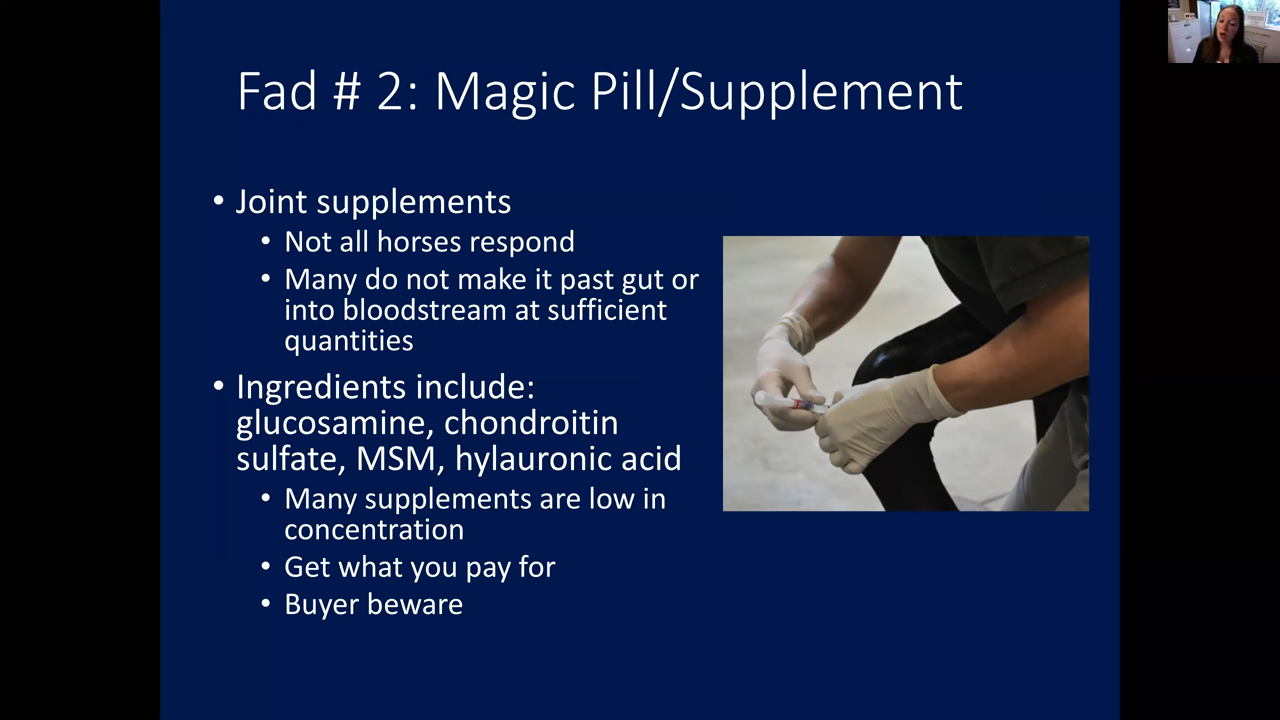 Fad # 2: Magic Pill/Supplement
• Joint supplements
• Not all horses respond
• Many do not make it past gut or
into bloodstream at sufficient
quantities
• Ingredients include:
glucosamine, chondroitin
sulfate, MSM, hylauronic acid
• Many supplements are low in
concentration
• Get what you pay for
• Buyer beware